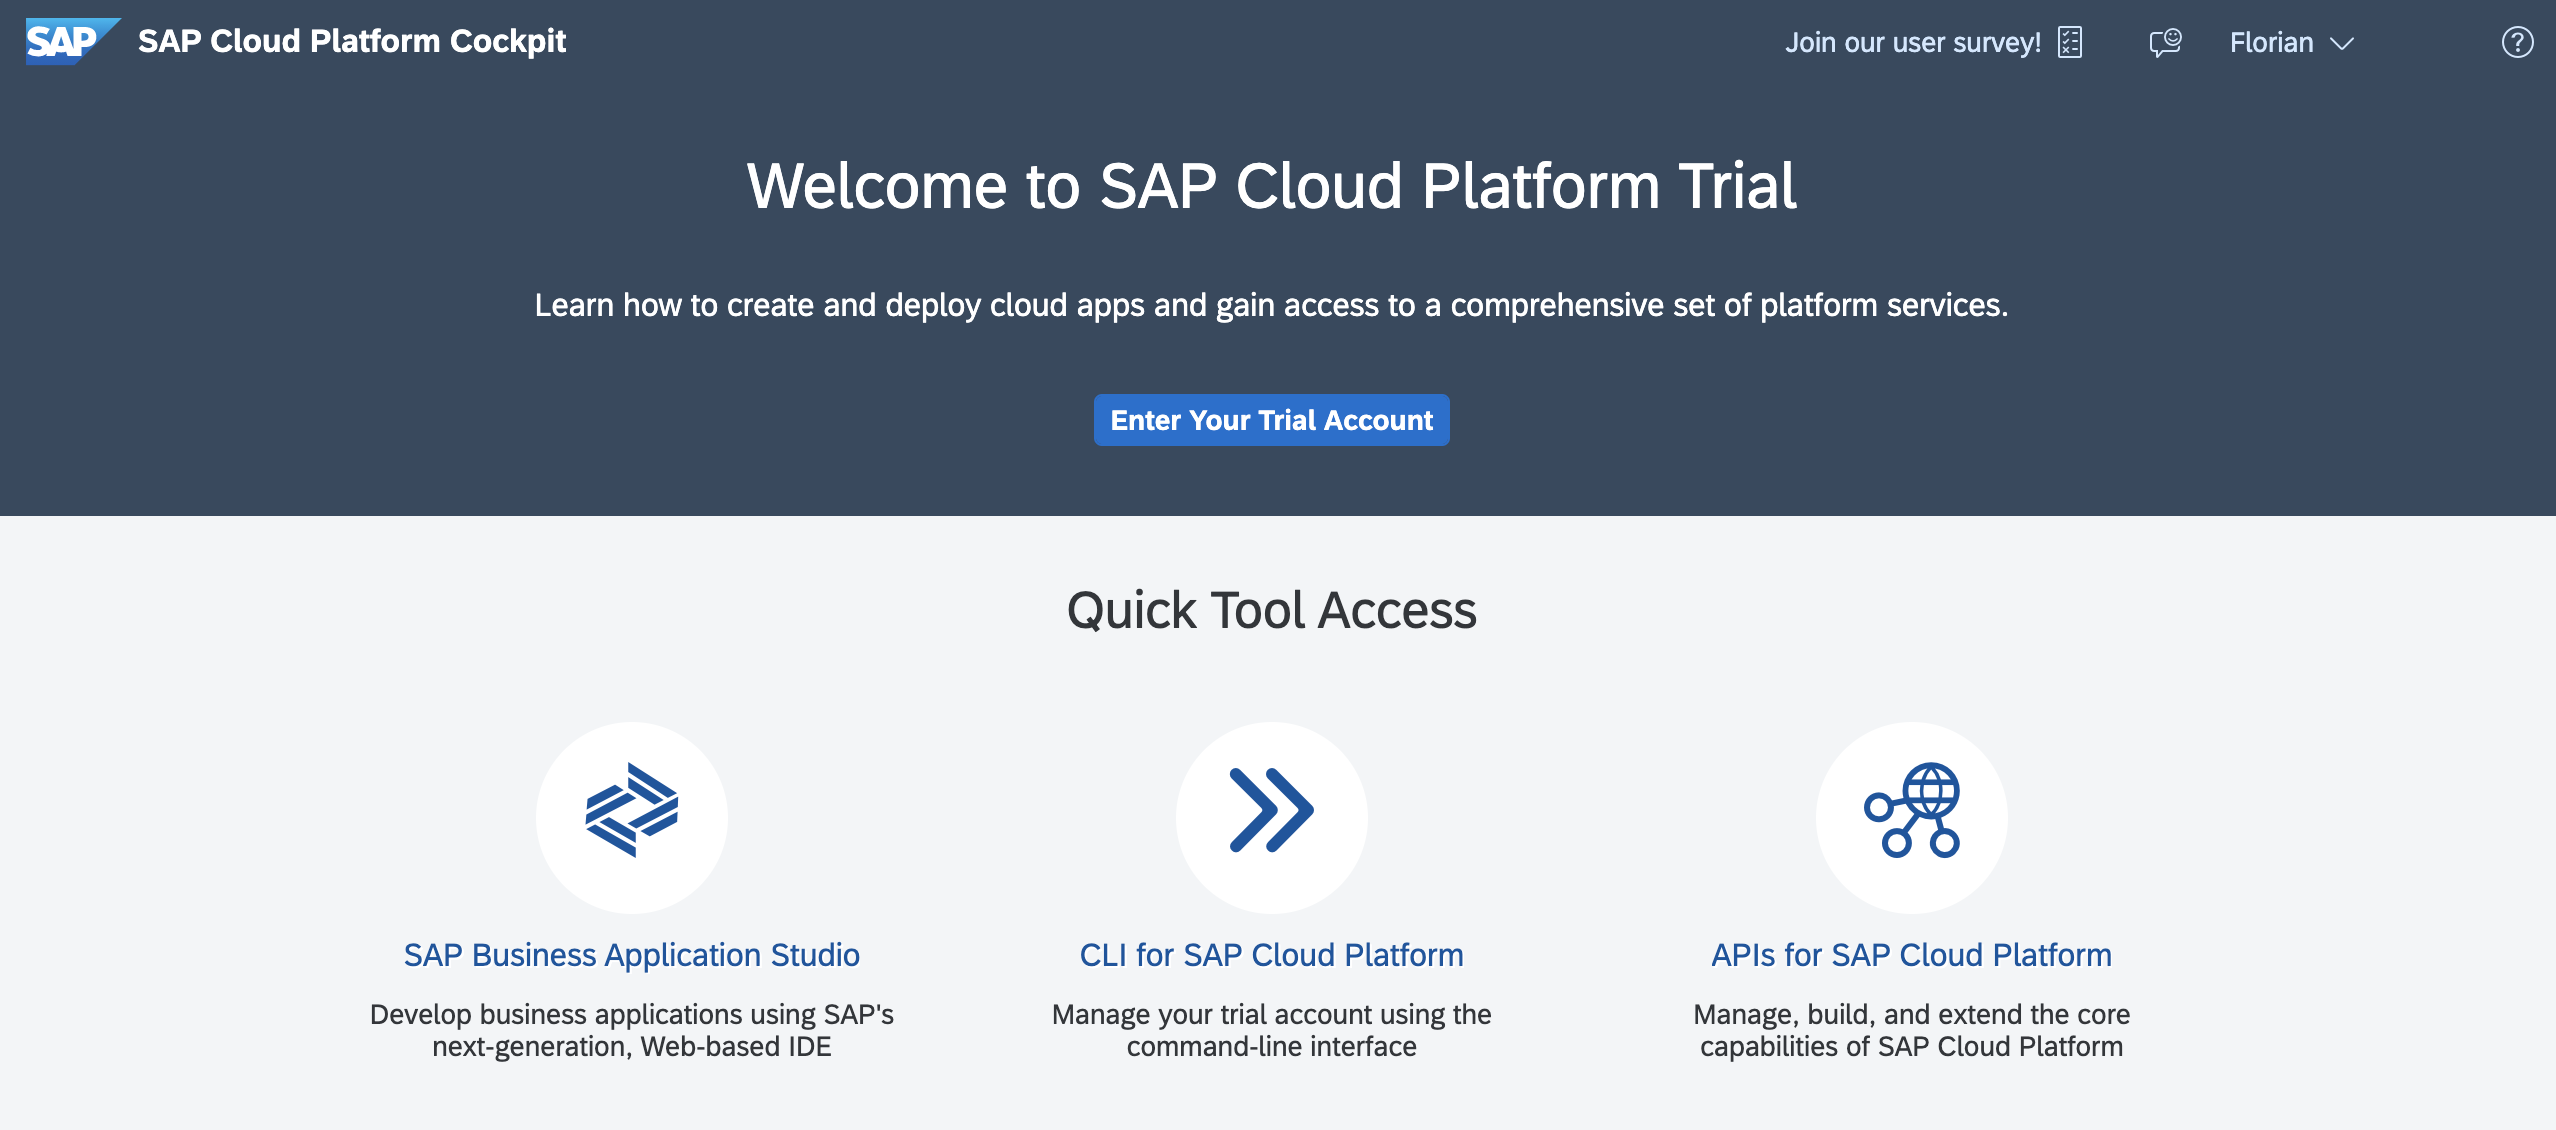 SAP SAP Cloud Platform Cockpit Join our user survey! Florian
Welcome to SAP Cloud Platform Trial
Learn how to create and deploy cloud apps and gain access to a comprehensive set of platform services.
Enter Your Trial Account
Quick Tool Access
SAP Business Application Studio
Develop business applications using SAP's
next-generation, Web-based IDE
CLI for SAP Cloud Platform
Manage your trial account using the
command-line interface
APIs for SAP Cloud Platform
Manage, build, and extend the core
capabilities of SAP Cloud Platform